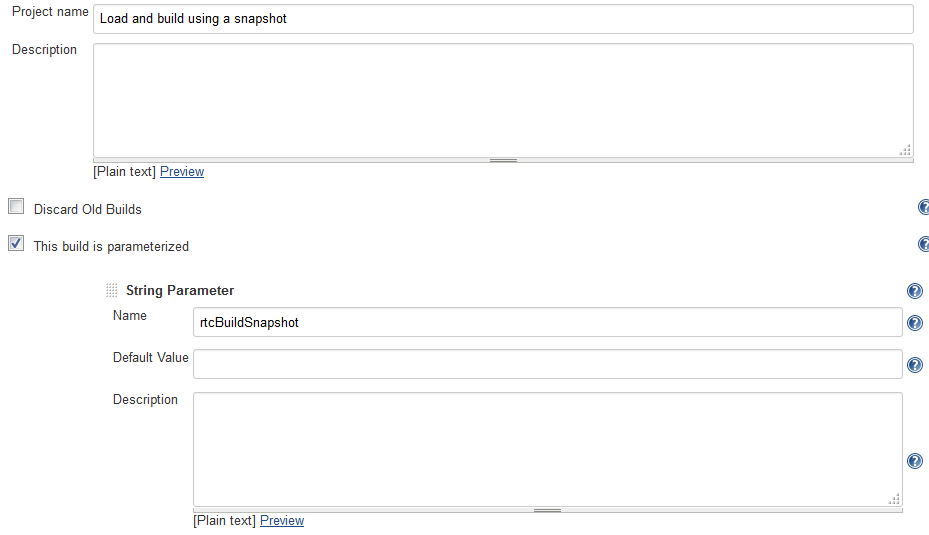 Project name Load and build using a snapshot
Description
[Plain text] Preview
Discard Old Builds
This build is parameterized
String Parameter
Name rtcBuildSnapshot
Default Value
Description
[Plain text] Preview